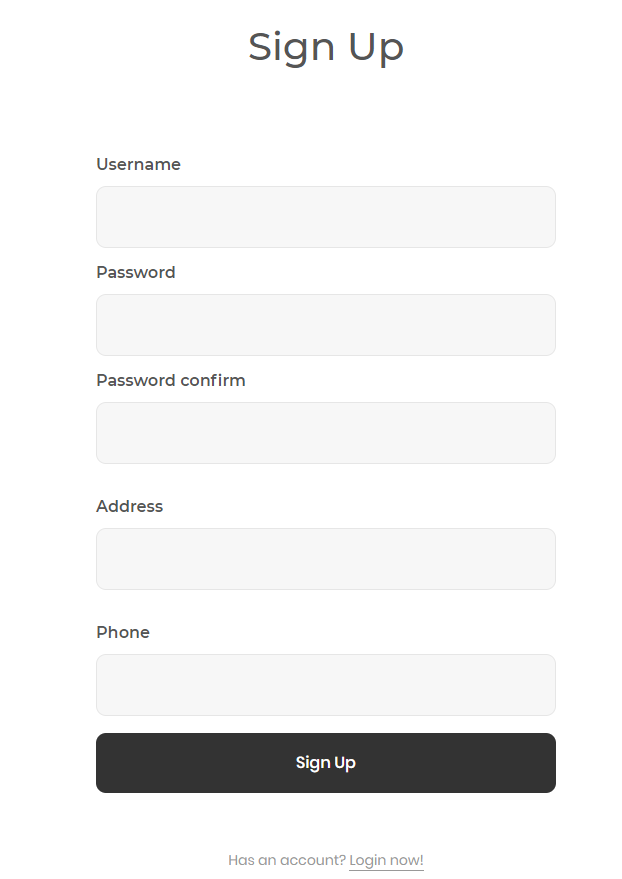 Sign Up
Username
Password
Password confirm
Address
Phone
Sign Up
Has an account? Login now!